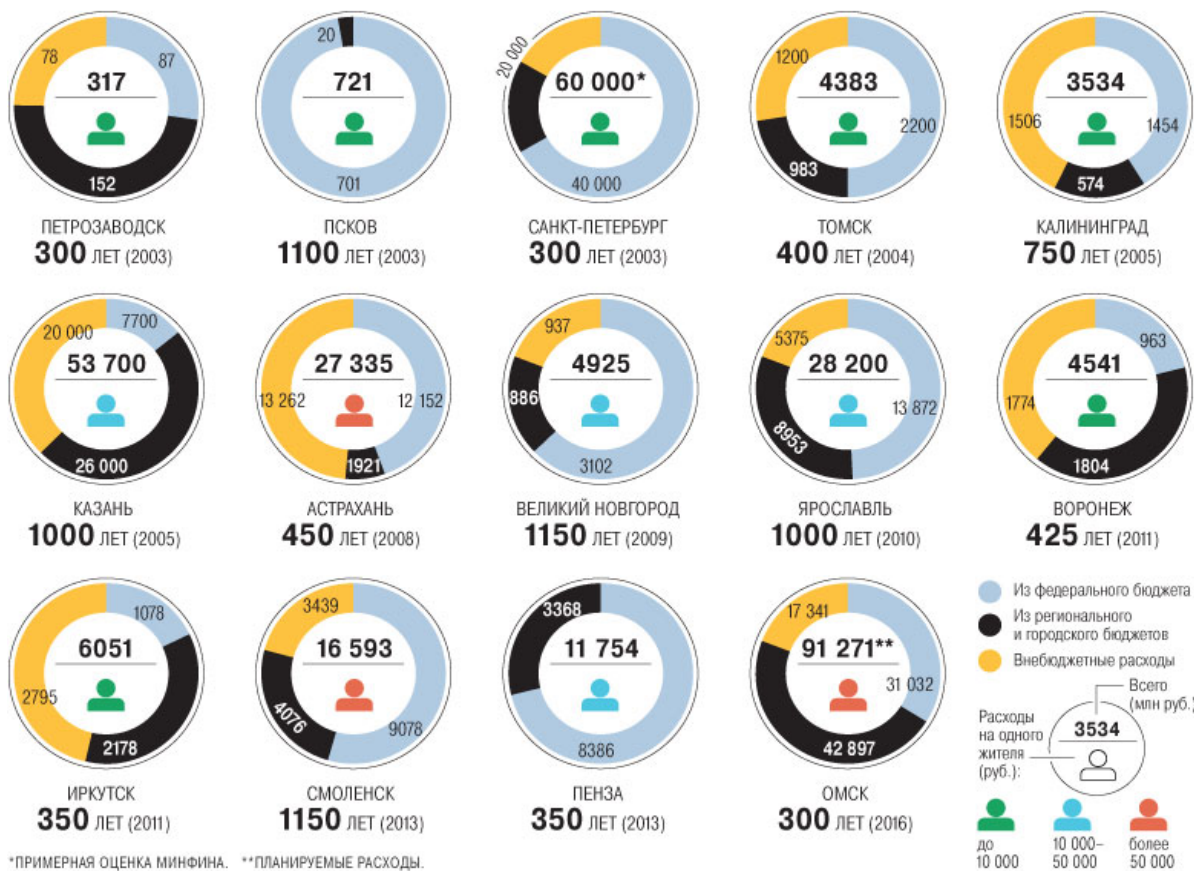 78
87
317
152
ПЕТРОЗАВОДСК
300 ЛЕТ (2003)
20
721
701
ПСКОВ
1100 ЛЕТ (2003)
20 000
60 000*
40 000
САНКТ-ПЕТЕРБУРГ
300 ЛЕТ (2003)
1200
4383
2200
983
ТОМСК
400 ЛЕТ (2004)
3534
1506
1454
574
КАЛИНИНГРАД
750 ЛЕТ (2005)
20 000
7700
53 700
26 000
КАЗАНЬ
1000 ЛЕТ (2005)
27 335
13 262
12 152
1921
АСТРАХАНЬ
450 ЛЕТ (2008)
937
4925
886
3102
ВЕЛИКИЙ НОВГОРОД
1150 ЛЕТ (2009)
5375
28 200
13 872
8953
ЯРОСЛАВЛЬ
1000 ЛЕТ (2010)
963
4541
1774
1804
ВОРОНЕЖ
425 ЛЕТ (2011)
1078
6051
2795
2178
ИРКУТСК
350 ЛЕТ (2011)
3439
16 593
4076
9078
СМОЛЕНСК
1150 ЛЕТ (2013)
3368
11 754
8386
ПЕНЗА
350 ЛЕТ (2013)
17 341
91 271**
31 032
42 897
ОМСК
300 ЛЕТ (2016)
Из федерального бюджета
Из регионального
и городского бюджетов
Внебюджетные расходы
Всего
(млн руб.)
Расходы
на одного
жителя
(руб.):
3534
до
10 000
10 000–
50 000
более
50 000
*ПРИМЕРНАЯ ОЦЕНКА МИНФИНА. **ПЛАНИРУЕМЫЕ РАСХОДЫ.